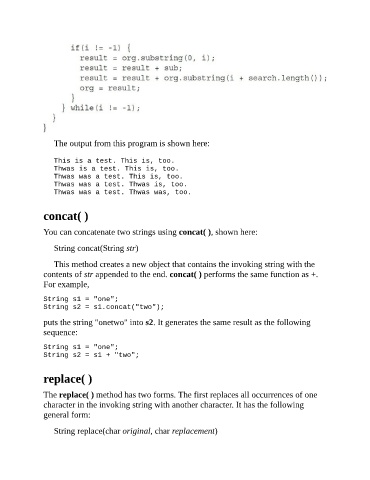 if(i != -1) {
result = org.substring(0, i);
result = result + sub;
result = result + org.substring(i + search.length());
org = result;
}
} while(i != -1);
}
}
The output from this program is shown here:
This is a test. This is, too.
Thwas is a test. This is, too.
Thwas was a test. This is, too.
Thwas was a test. Thwas is, too.
Thwas was a test. Thwas was, too.
concat( )
You can concatenate two strings using concat( ), shown here:
String concat(String str)
This method creates a new object that contains the invoking string with the
contents of str appended to the end. concat( ) performs the same function as +.
For example,
String s1 = "one";
String s2 = s1.concat("two");
puts the string "onetwo" into s2. It generates the same result as the following
sequence:
String s1 = "one";
String s2 = s1 + "two";
replace( )
The replace( ) method has two forms. The first replaces all occurrences of one
character in the invoking string with another character. It has the following
general form:
String replace(char original, char replacement)